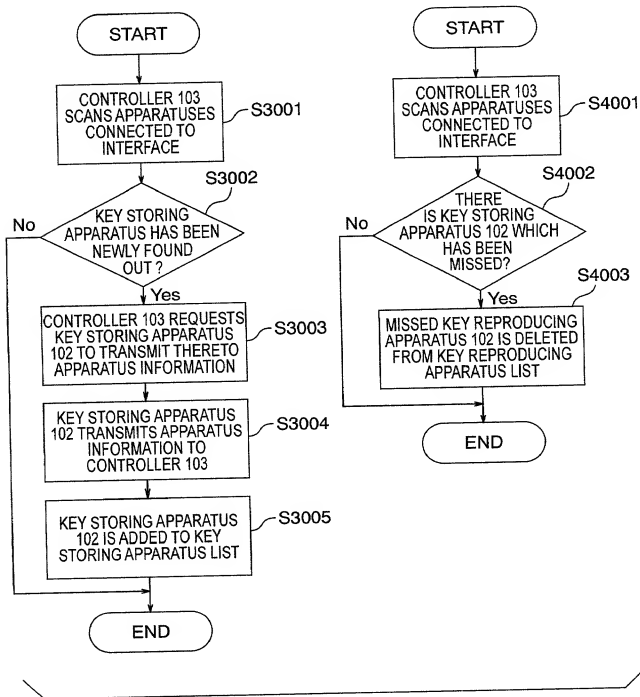 START
CONTROLLER 103
SCANS APPARATUSES
CONNECTED TO
INTERFACE
S3001
S3002
No
KEY STORING
APPARATUS HAS BEEN
NEWLY FOUND
OUT ?
Yes
CONTROLLER 103 REQUESTS
KEY STORING APPARATUS
102 TO TRANSMIT THERETO
APPARATUS INFORMATION
S3003
KEY STORING APPARATUS
102 TRANSMITS APPARATUS
INFORMATION TO
CONTROLLER 103
S3004
KEY STORING APPARATUS
102 IS ADDED TO KEY
STORING APPARATUS LIST
S3005
END
START
CONTROLLER 103
SCANS APPARATUSES
CONNECTED TO
INTERFACE
S4001
S4002
No
THERE
IS KEY STORING
APPARATUS 102 WHICH
HAS BEEN
MISSED?
Yes
S4003
MISSED KEY REPRODUCING
APPARATUS 102 IS DELETED
FROM KEY REPRODUCING
APPARATUS LIST
END